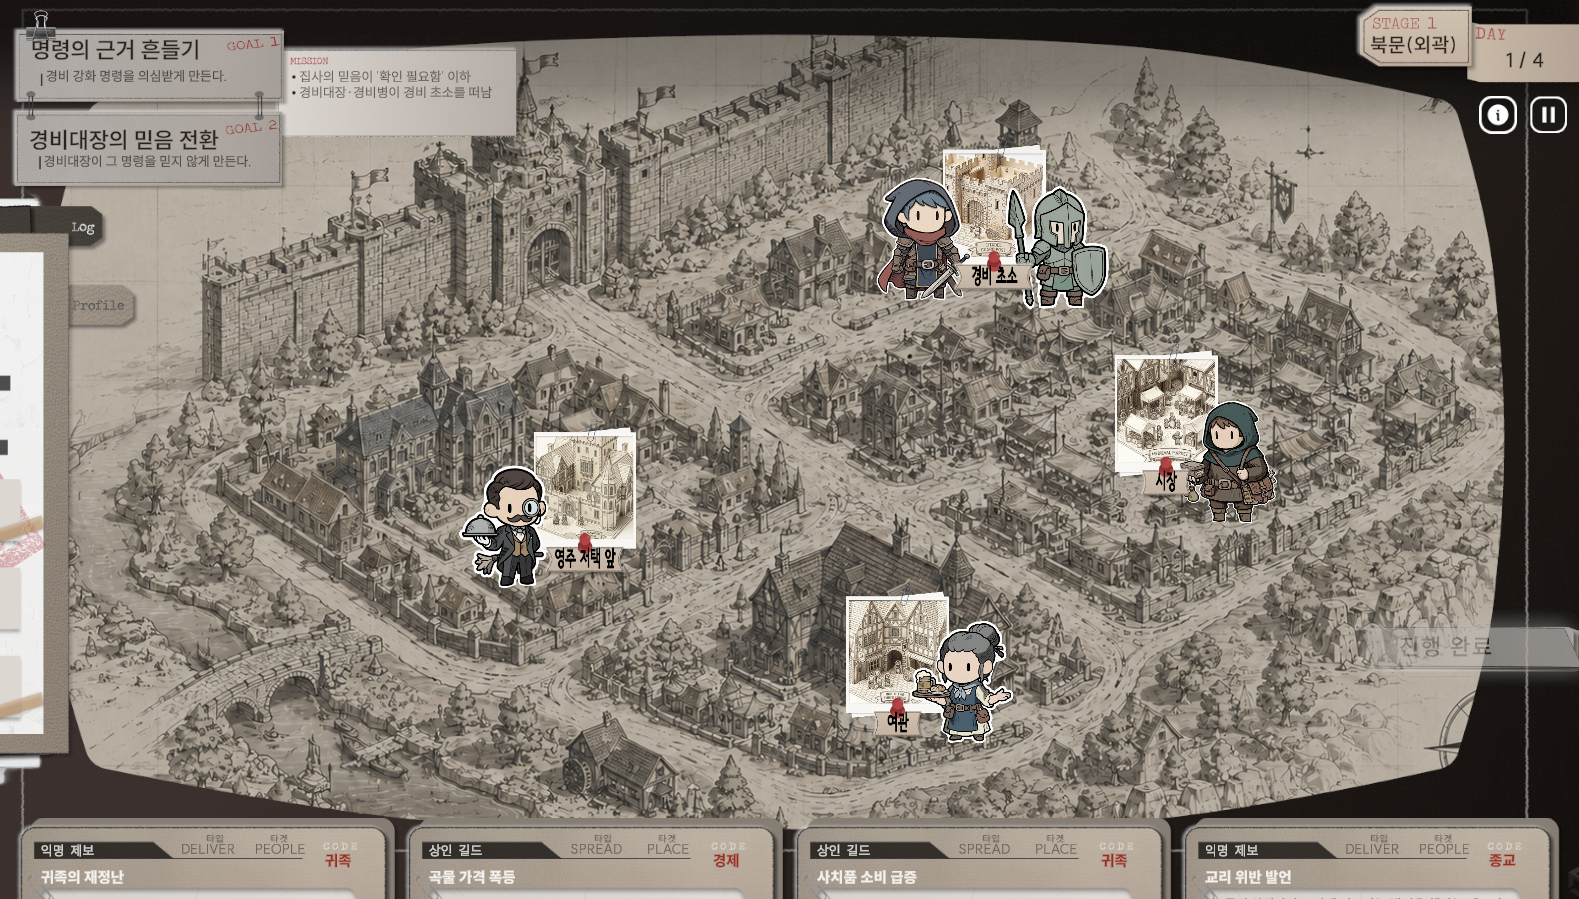 명령의 근거 흔들기
GOAL 1
경비 강화 명령을 의심받게 만든다.
MISSION
• 집사의 믿음이 '확인 필요함' 이하
• 경비대장·경비병이 경비 초소를 떠남
경비대장의 믿음 전환
GOAL 2
경비대장이 그 명령을 믿지 않게 만든다.
STAGE 1
북문(외곽)
DAY
1 / 4
Log
Profile
경비 초소
시장
영주 저택 앞
여관
진행 완료
익명 제보
타입
DELIVER
타겟
PEOPLE
CODE
귀족
귀족의 재정난
상인 길드
타입
SPREAD
타겟
PLACE
CODE
경제
곡물 가격 폭등
상인 길드
타입
SPREAD
타겟
PLACE
CODE
귀족
사치품 소비 급증
익명 제보
타입
DELIVER
타겟
PEOPLE
CODE
종교
교리 위반 발언